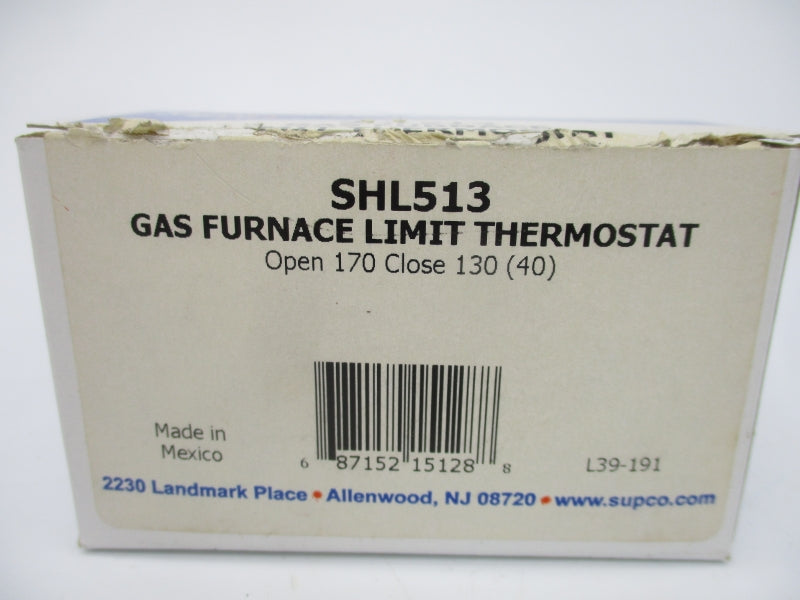 THERMOSTAT
SHL513
GAS FURNACE LIMIT THERMOSTAT
Open 170 Close 130 (40)
Made in
Mexico
6 87152 15128 8
L39-191
2230 Landmark Place • Allenwood, NJ 08720 • www.supco.com